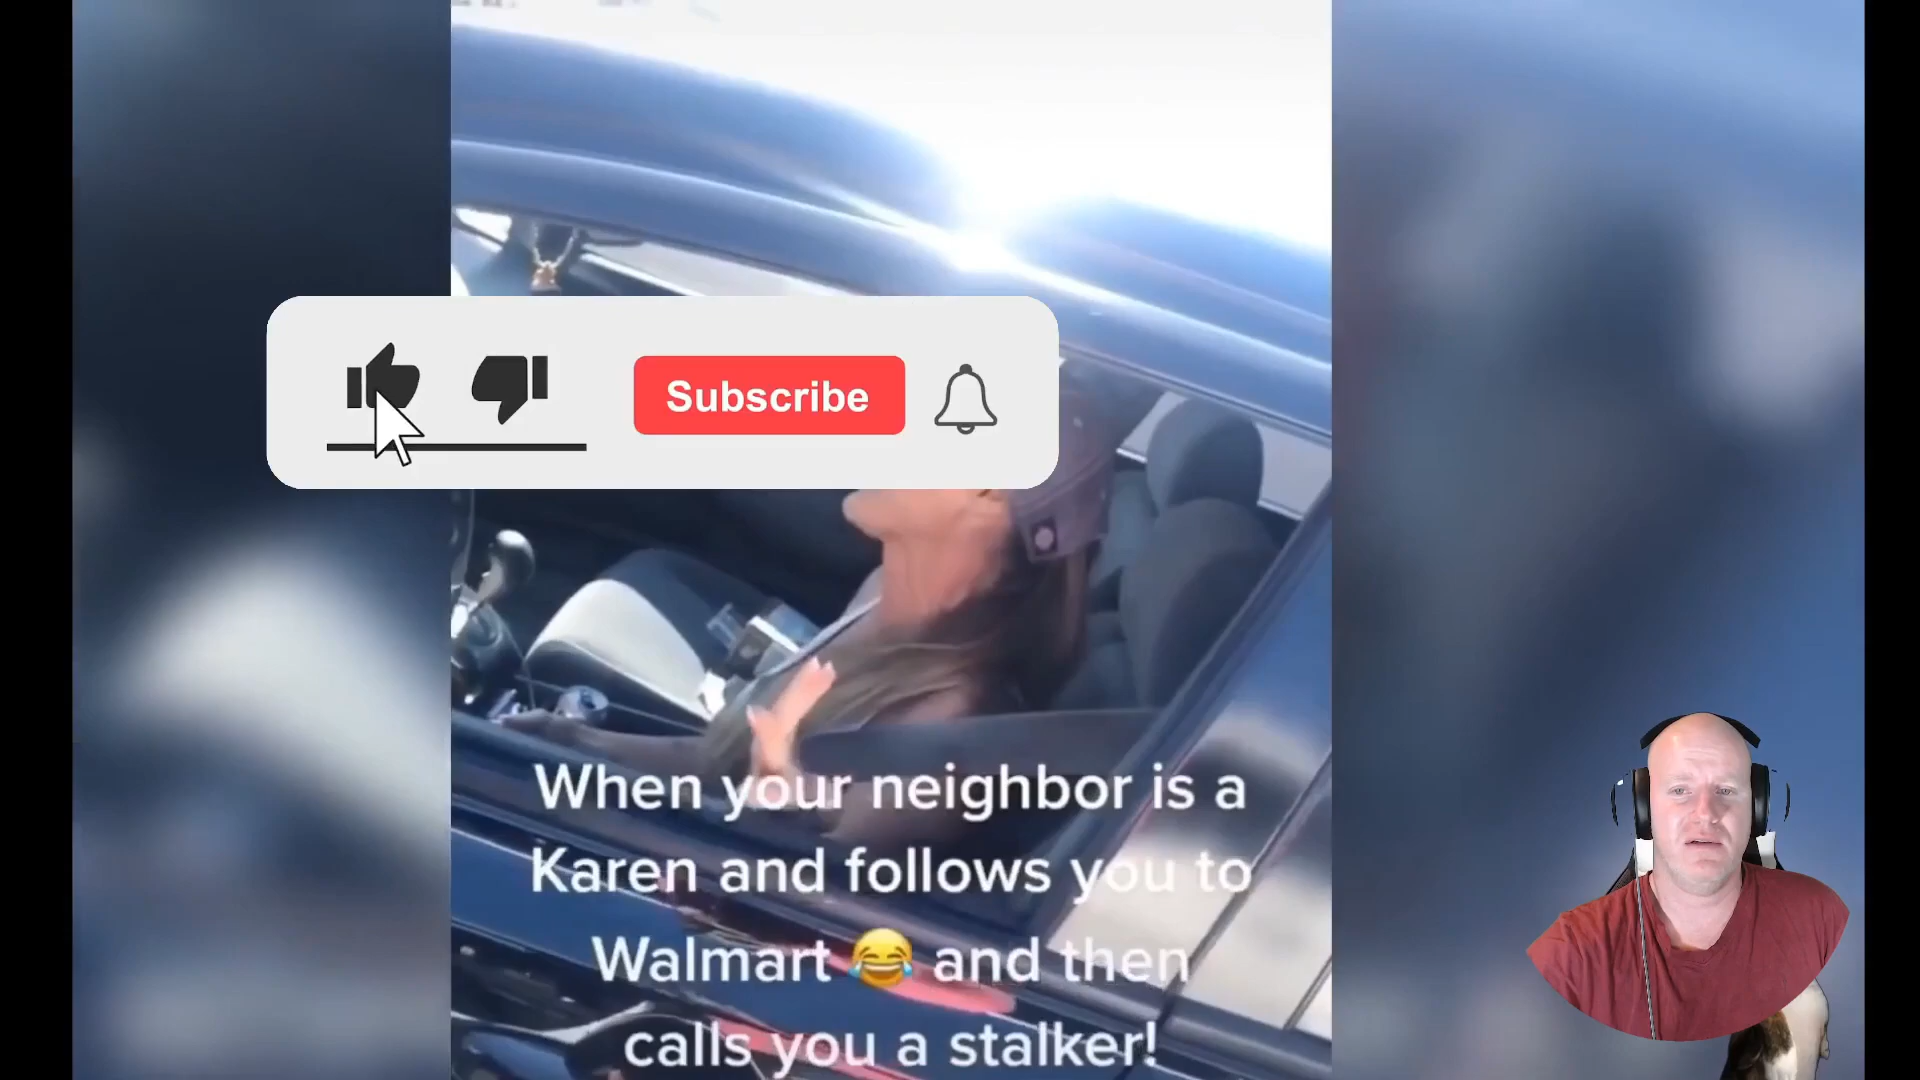 Subscribe
When your neighbor is a
Karen and follows you to
Walmart 😂 and then
calls you a stalker!